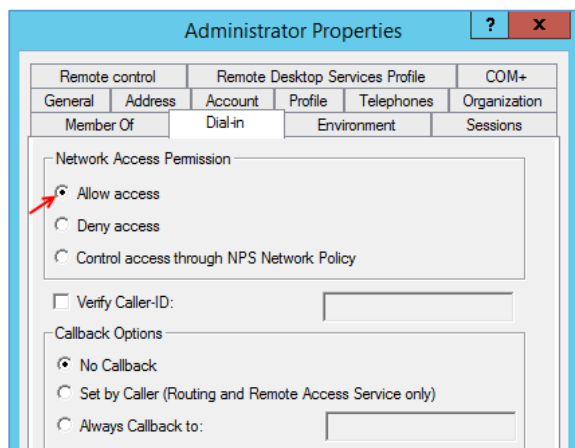 Administrator Properties ? x
Remote control Remote Desktop Services Profile COM+
General Address Account Profile Telephones Organization
Member Of Dial-in Environment Sessions
Network Access Permission
Allow access
Deny access
Control access through NPS Network Policy
Verify Caller-ID:
Callback Options
No Callback
Set by Caller (Routing and Remote Access Service only)
Always Callback to: